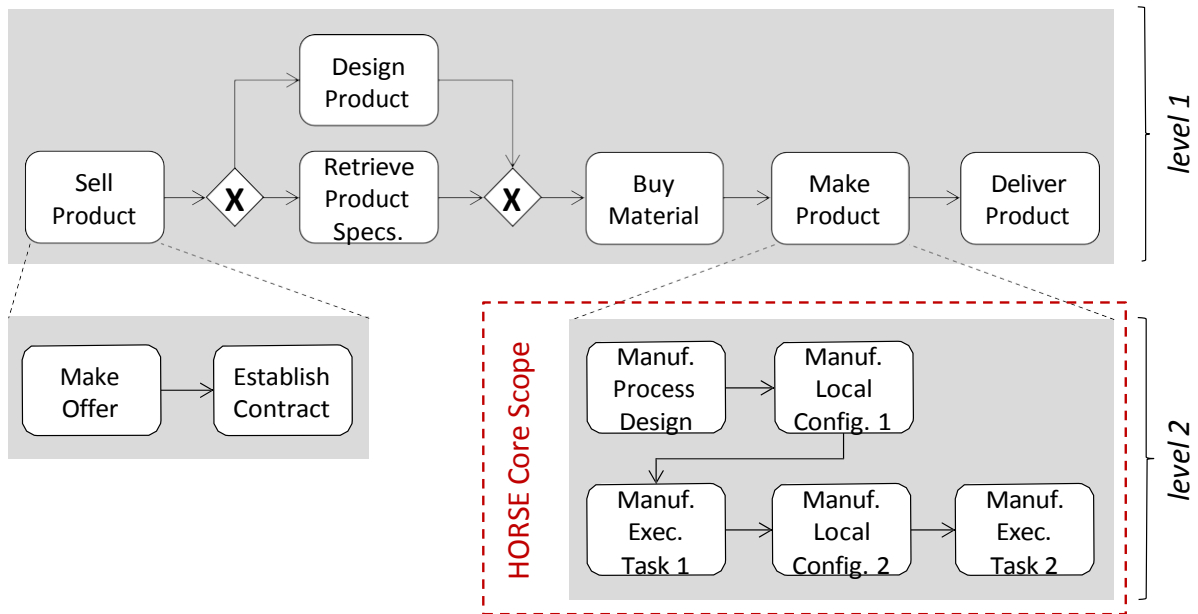 Design
Product
Sell
Product
X
Retrieve
Product
Specs.
X
Buy
Material
Make
Product
Deliver
Product
level 1
Make
Offer
Establish
Contract
HORSE Core Scope
Manuf.
Process
Design
Manuf.
Local
Config. 1
Manuf.
Exec.
Task 1
Manuf.
Local
Config. 2
Manuf.
Exec.
Task 2
level 2